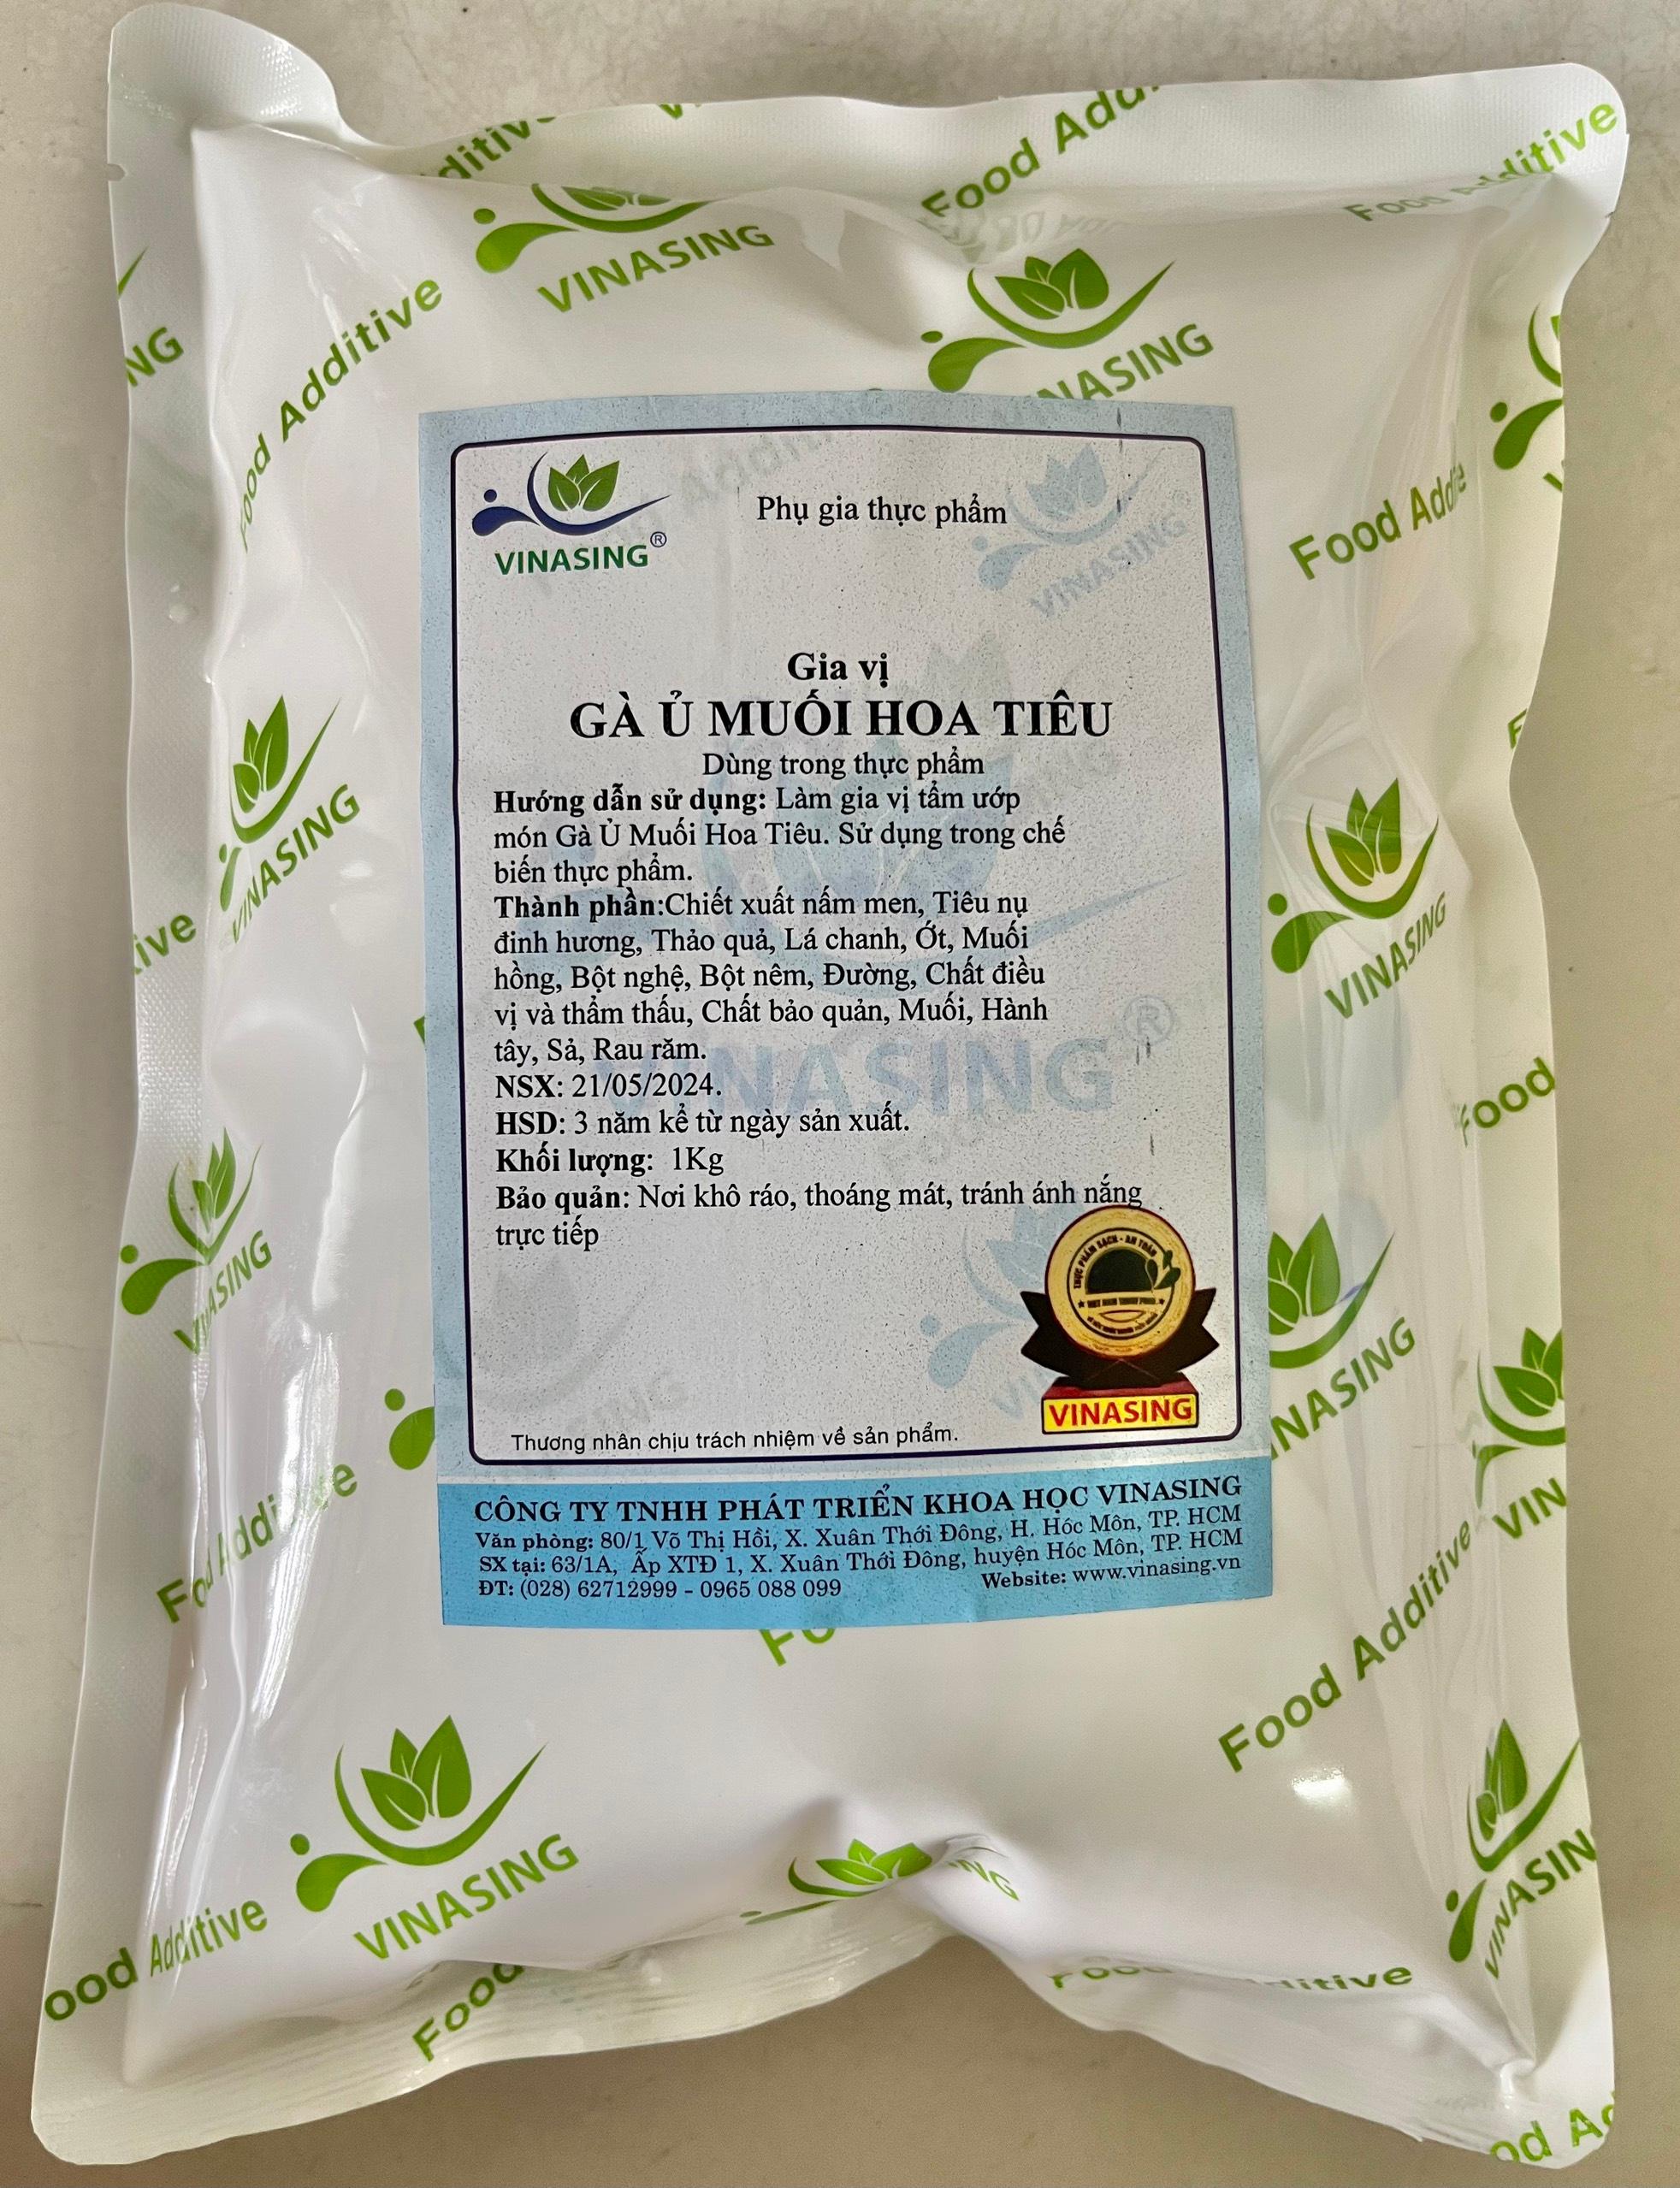 VINASING®
Phụ gia thực phẩm
Gia vị
GÀ Ủ MUỐI HOA TIÊU
Dùng trong thực phẩm
Hướng dẫn sử dụng: Làm gia vị tẩm ướp
món Gà Ủ Muối Hoa Tiêu. Sử dụng trong chế
biến thực phẩm.
Thành phần:Chiết xuất nấm men, Tiêu nụ
đinh hương, Thảo quả, Lá chanh, Ớt, Muối
hồng, Bột nghệ, Bột nêm, Đường, Chất điều
vị và thẩm thấu, Chất bảo quản, Muối, Hành
tây, Sả, Rau răm.
NSX: 21/05/2024.
HSD: 3 năm kể từ ngày sản xuất.
Khối lượng: 1Kg
Bảo quản: Nơi khô ráo, thoáng mát, tránh ánh nắng
trực tiếp
THỰC PHẨM SẠCH - AN TOÀN
VINASING
Thương nhân chịu trách nhiệm về sản phẩm.
CÔNG TY TNHH PHÁT TRIỂN KHOA HỌC VINASING
Văn phòng: 80/1 Võ Thị Hồi, X. Xuân Thới Đông, H. Hóc Môn, TP. HCM
SX tại: 63/1A, Ấp XTĐ 1, X. Xuân Thới Đông, huyện Hóc Môn, TP. HCM
ĐT: (028) 62712999 - 0965 088 099 Website: www.vinasing.vn
Food Additive
VINASING
Food Additive
VINASING
Food Additive
VINASING
VINASING
VINASING
Food Additive
VINASING